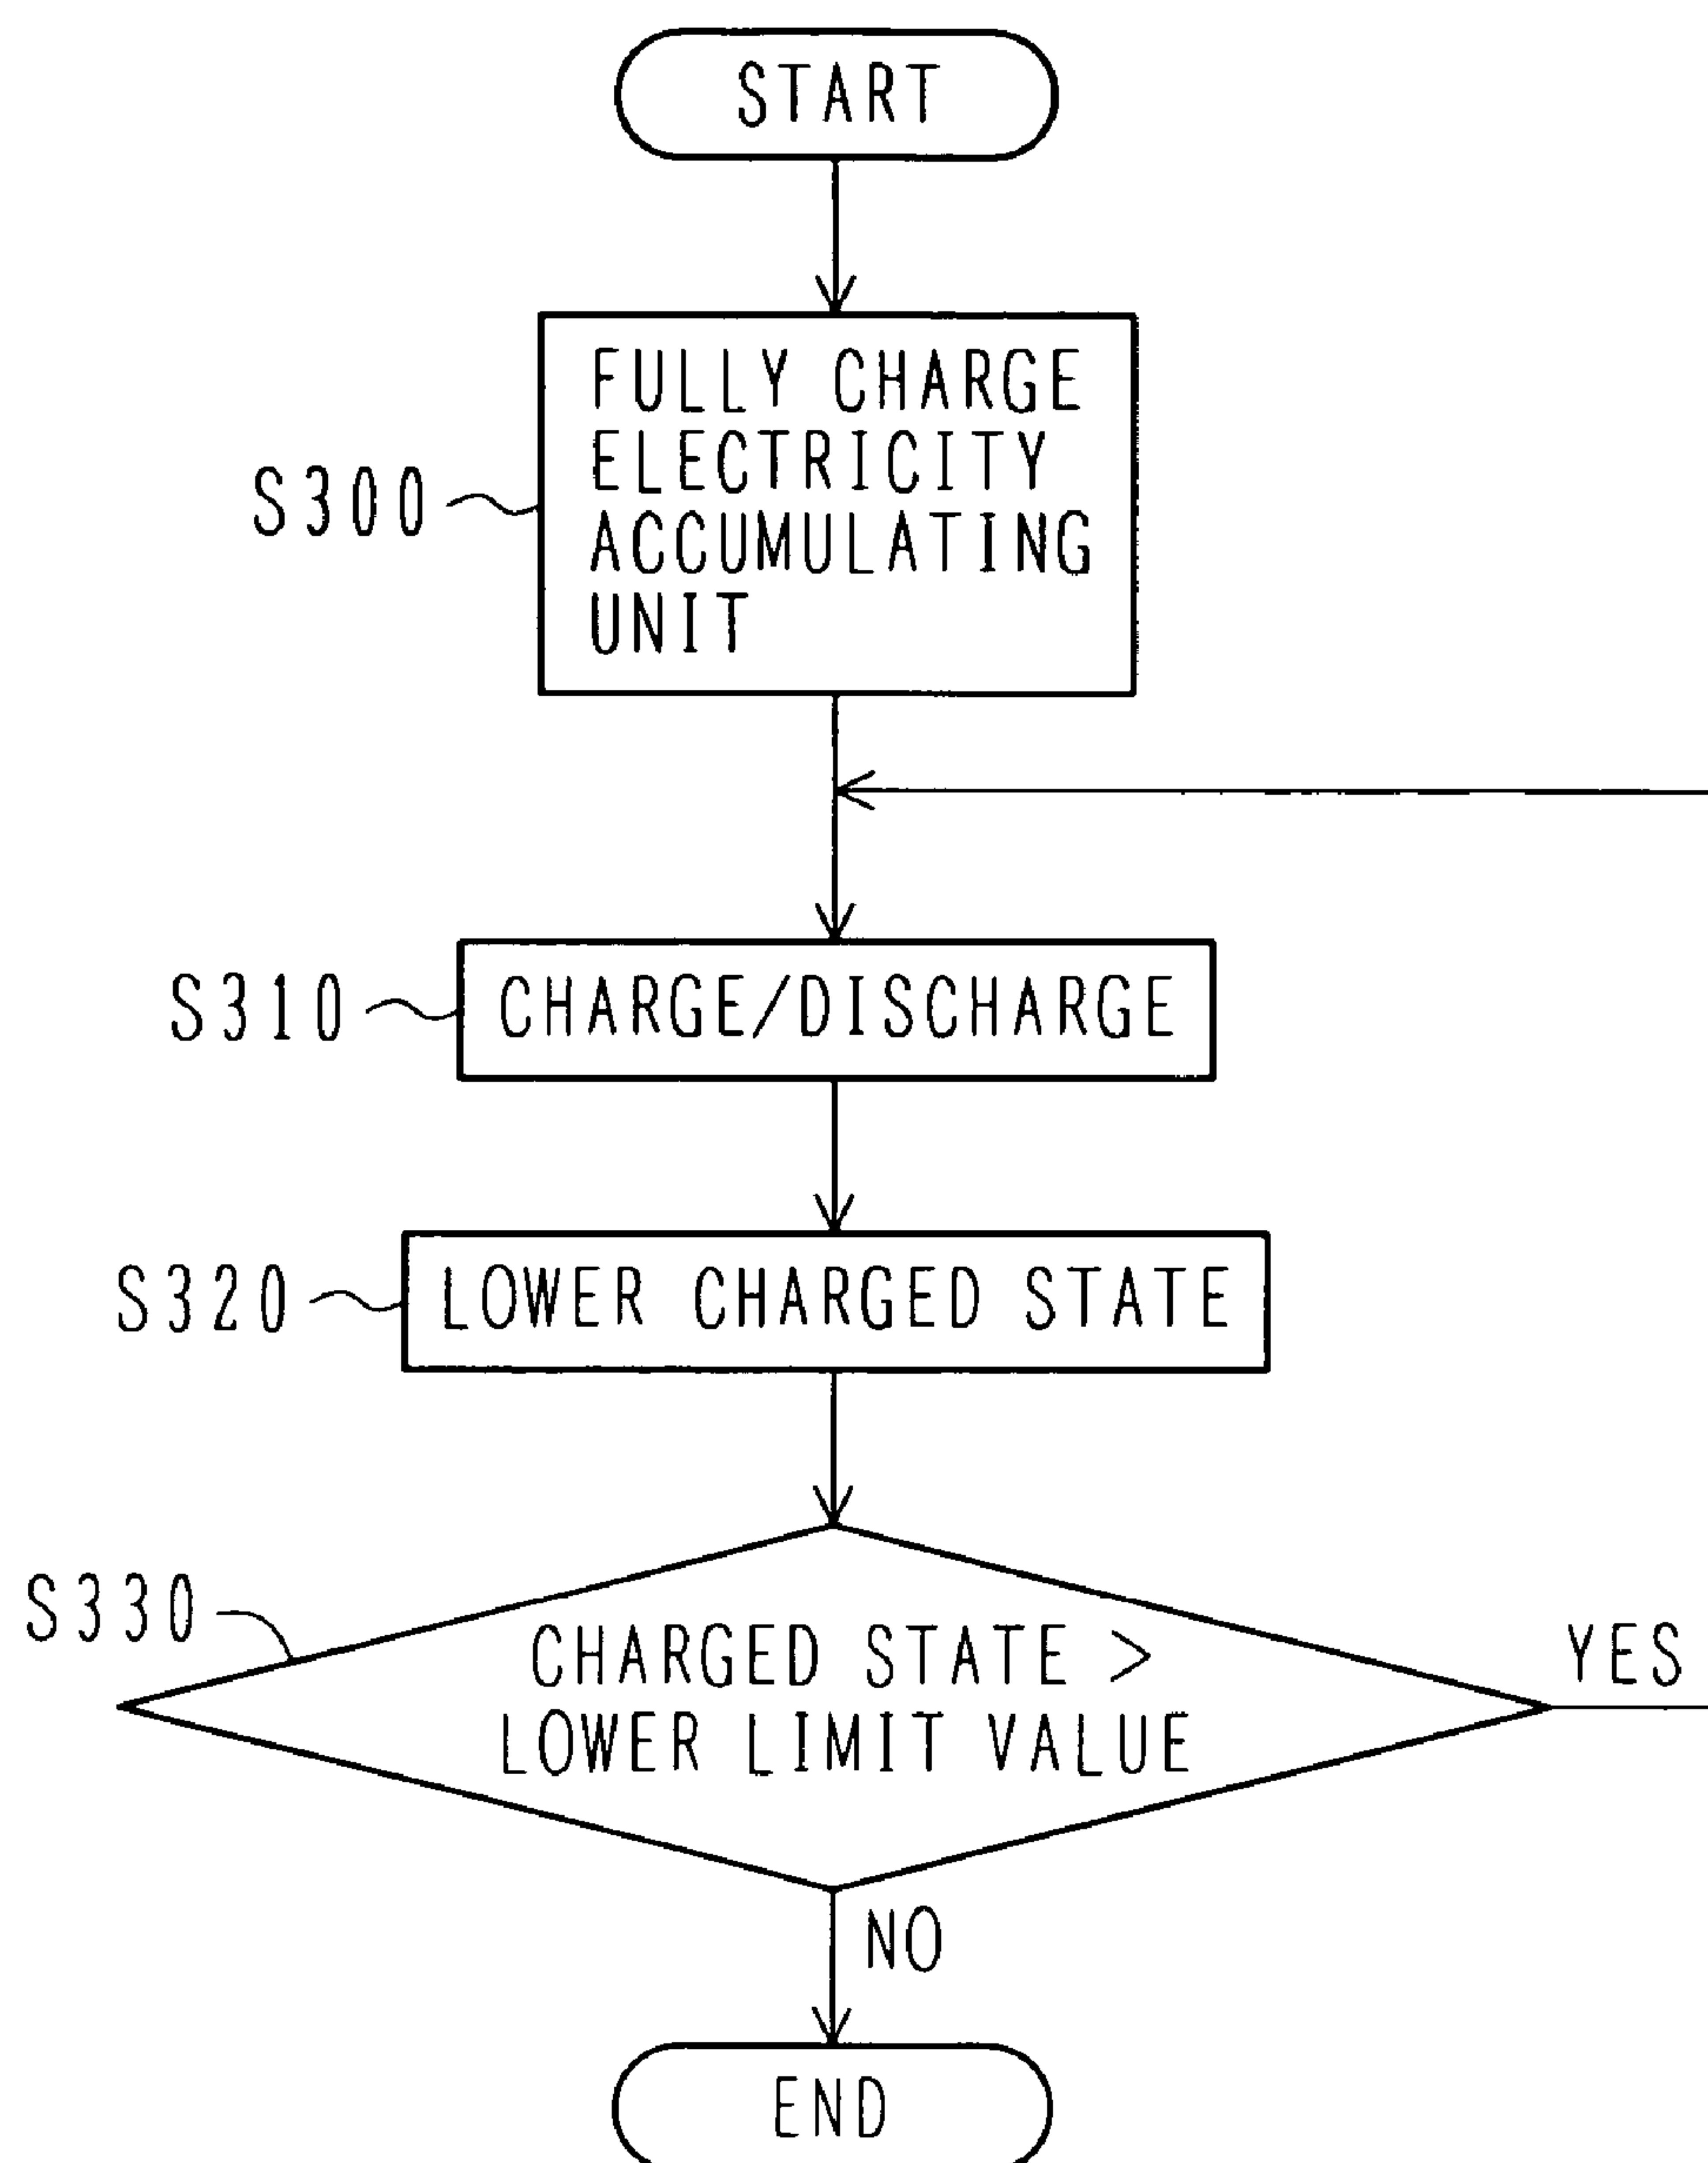 START
FULLY CHARGE
ELECTRICITY
ACCUMULATING
UNIT
S300
S310
CHARGE/DISCHARGE
S320
LOWER CHARGED STATE
S330
CHARGED STATE >
LOWER LIMIT VALUE
YES
NO
END